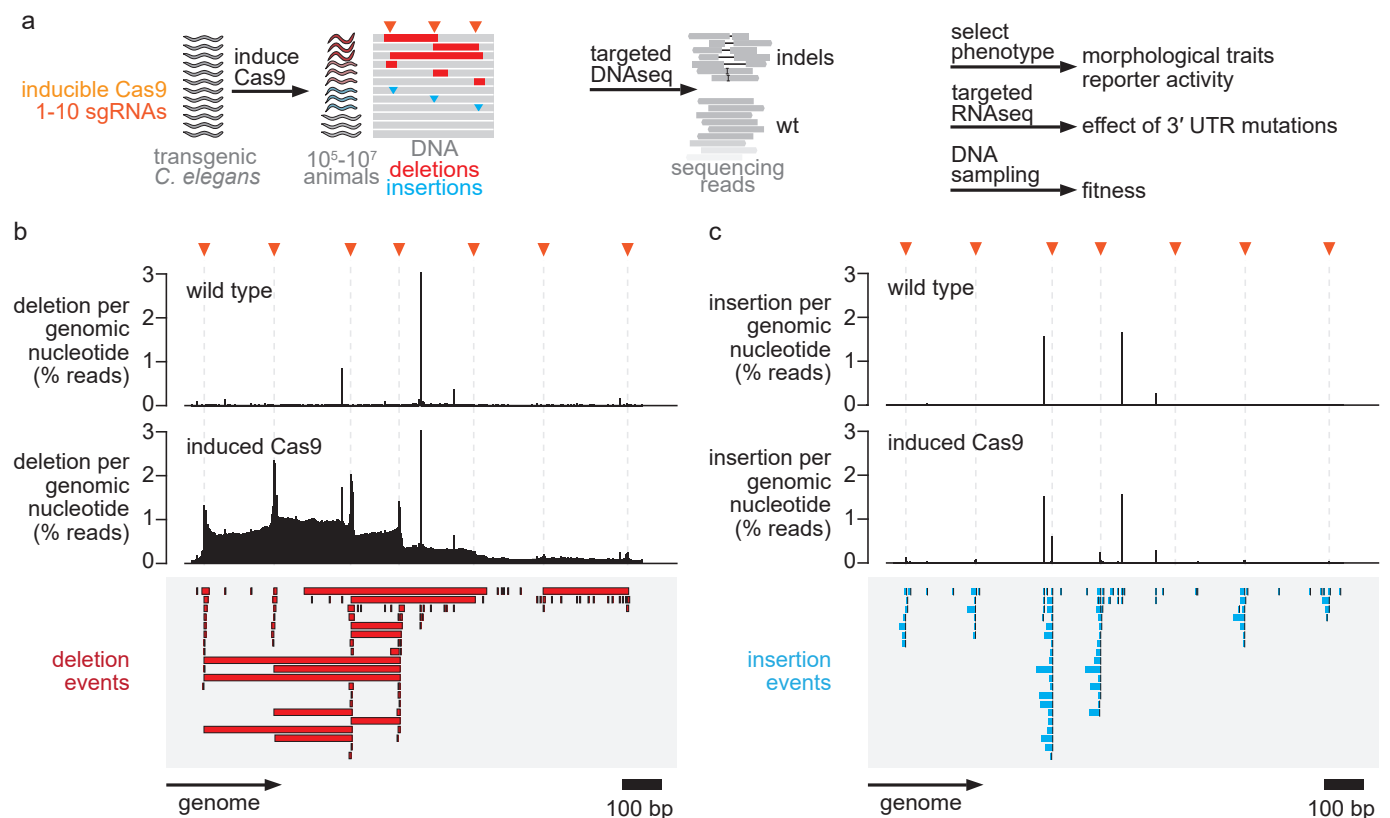 a
inducible Cas9
1-10 sgRNAs
induce
Cas9
transgenic
C. elegans
10⁵-10⁷
animals
DNA
deletions
insertions
targeted
DNAseq
indels
wt
sequencing
reads
select
phenotype
morphological traits
reporter activity
targeted
RNAseq
effect of 3′ UTR mutations
DNA
sampling
fitness
b
deletion per
genomic
nucleotide
(% reads)
3
2
1
0
wild type
deletion per
genomic
nucleotide
(% reads)
3
2
1
0
induced Cas9
deletion
events
genome
100 bp
c
insertion per
genomic
nucleotide
(% reads)
3
2
1
0
wild type
insertion per
genomic
nucleotide
(% reads)
3
2
1
0
induced Cas9
insertion
events
genome
100 bp